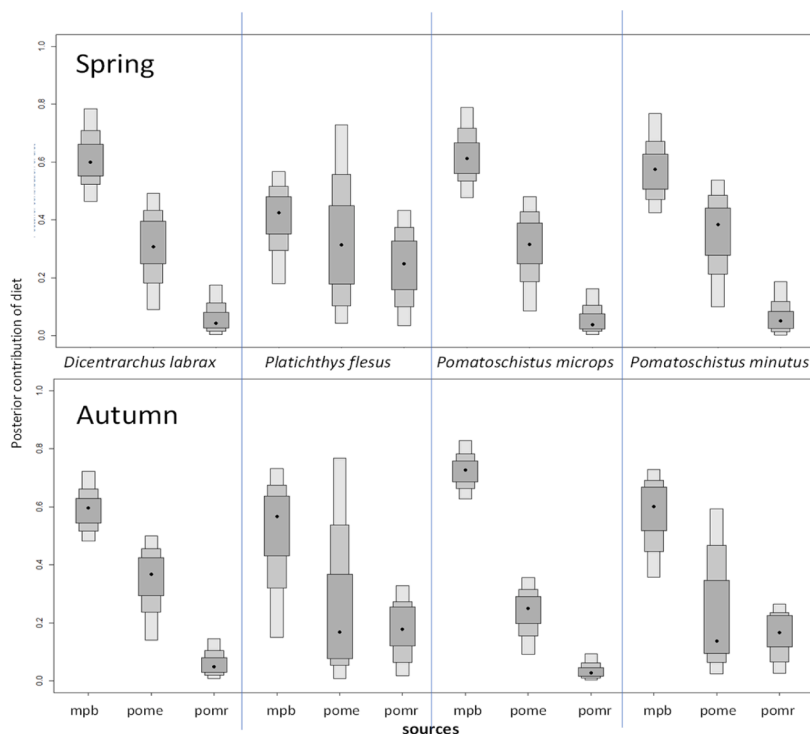 Spring
1.0
0.8
0.6
0.4
0.2
0.0
Dicentrarchus labrax Platichthys flesus Pomatoschistus microps Pomatoschistus minutus
Posterior contribution of diet
Autumn
1.0
0.8
0.6
0.4
0.2
0.0
mpb pome pomr mpb pome pomr mpb pome pomr mpb pome pomr
sources